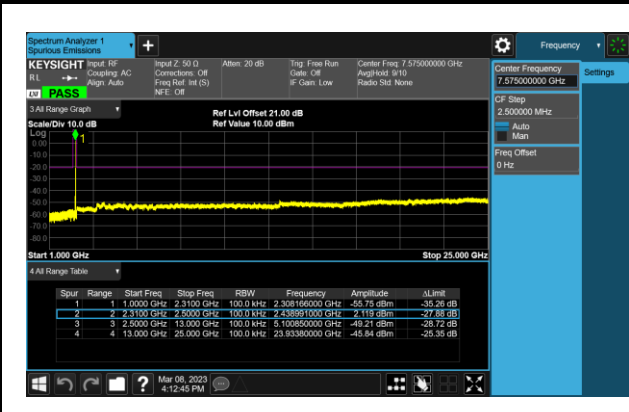 Spectrum Analyzer 1
Spurious Emissions
Frequency
KEYSIGHT
Input: RF
Coupling: AC
Align: Auto
Input Z: 50 Ω
Corrections: Off
Freq Ref: Int (S)
NFE: Off
Atten: 20 dB
Trig: Free Run
Gate: Off
IF Gain: Low
Center Freq: 7.575000000 GHz
Avg|Hold: 9/10
Radio Std: None
RL
LXI
PASS
3 All Range Graph
Scale/Div 10.0 dB
Ref Lvl Offset 21.00 dB
Ref Value 10.00 dBm
Log
1
0.00
-10.0
-20.0
-30.0
-40.0
-50.0
-60.0
-70.0
-80.0
Start 1.000 GHz
Stop 25.000 GHz
4 All Range Table
Spur Range Start Freq Stop Freq RBW Frequency Amplitude ΔLimit
1 1 1.0000 GHz 2.3100 GHz 100.0 kHz 2.308166000 GHz -55.75 dBm -35.26 dB
2 2 2.3100 GHz 2.5000 GHz 100.0 kHz 2.438991000 GHz 2.119 dBm -27.88 dB
3 3 2.5000 GHz 13.000 GHz 100.0 kHz 5.100850000 GHz -49.21 dBm -28.72 dB
4 4 13.000 GHz 25.000 GHz 100.0 kHz 23.93380000 GHz -45.84 dBm -25.35 dB
Mar 08, 2023
4:12:45 PM
Center Frequency
7.575000000 GHz
Settings
CF Step
2.500000 MHz
Auto
Man
Freq Offset
0 Hz